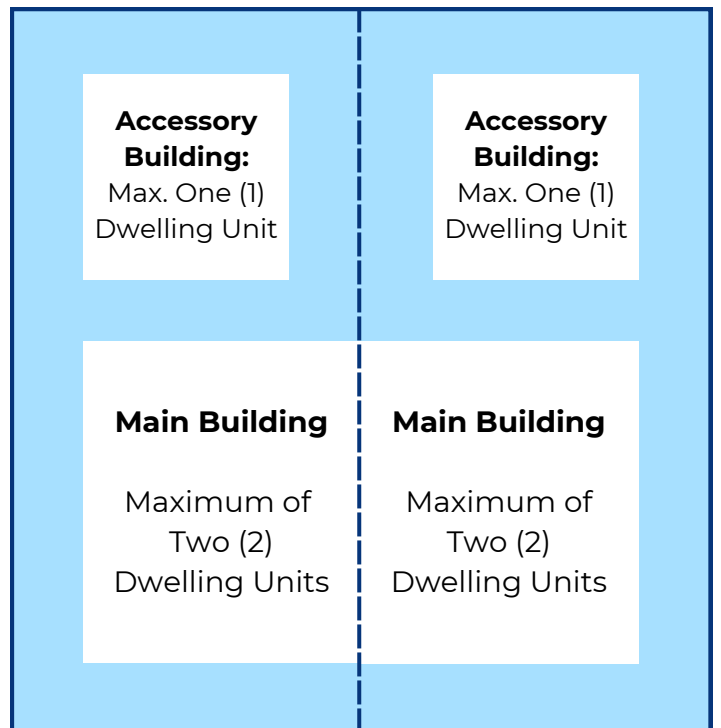 Accessory
Building:
Max. One (1)
Dwelling Unit
Accessory
Building:
Max. One (1)
Dwelling Unit
Main Building
Maximum of
Two (2)
Dwelling Units
Main Building
Maximum of
Two (2)
Dwelling Units